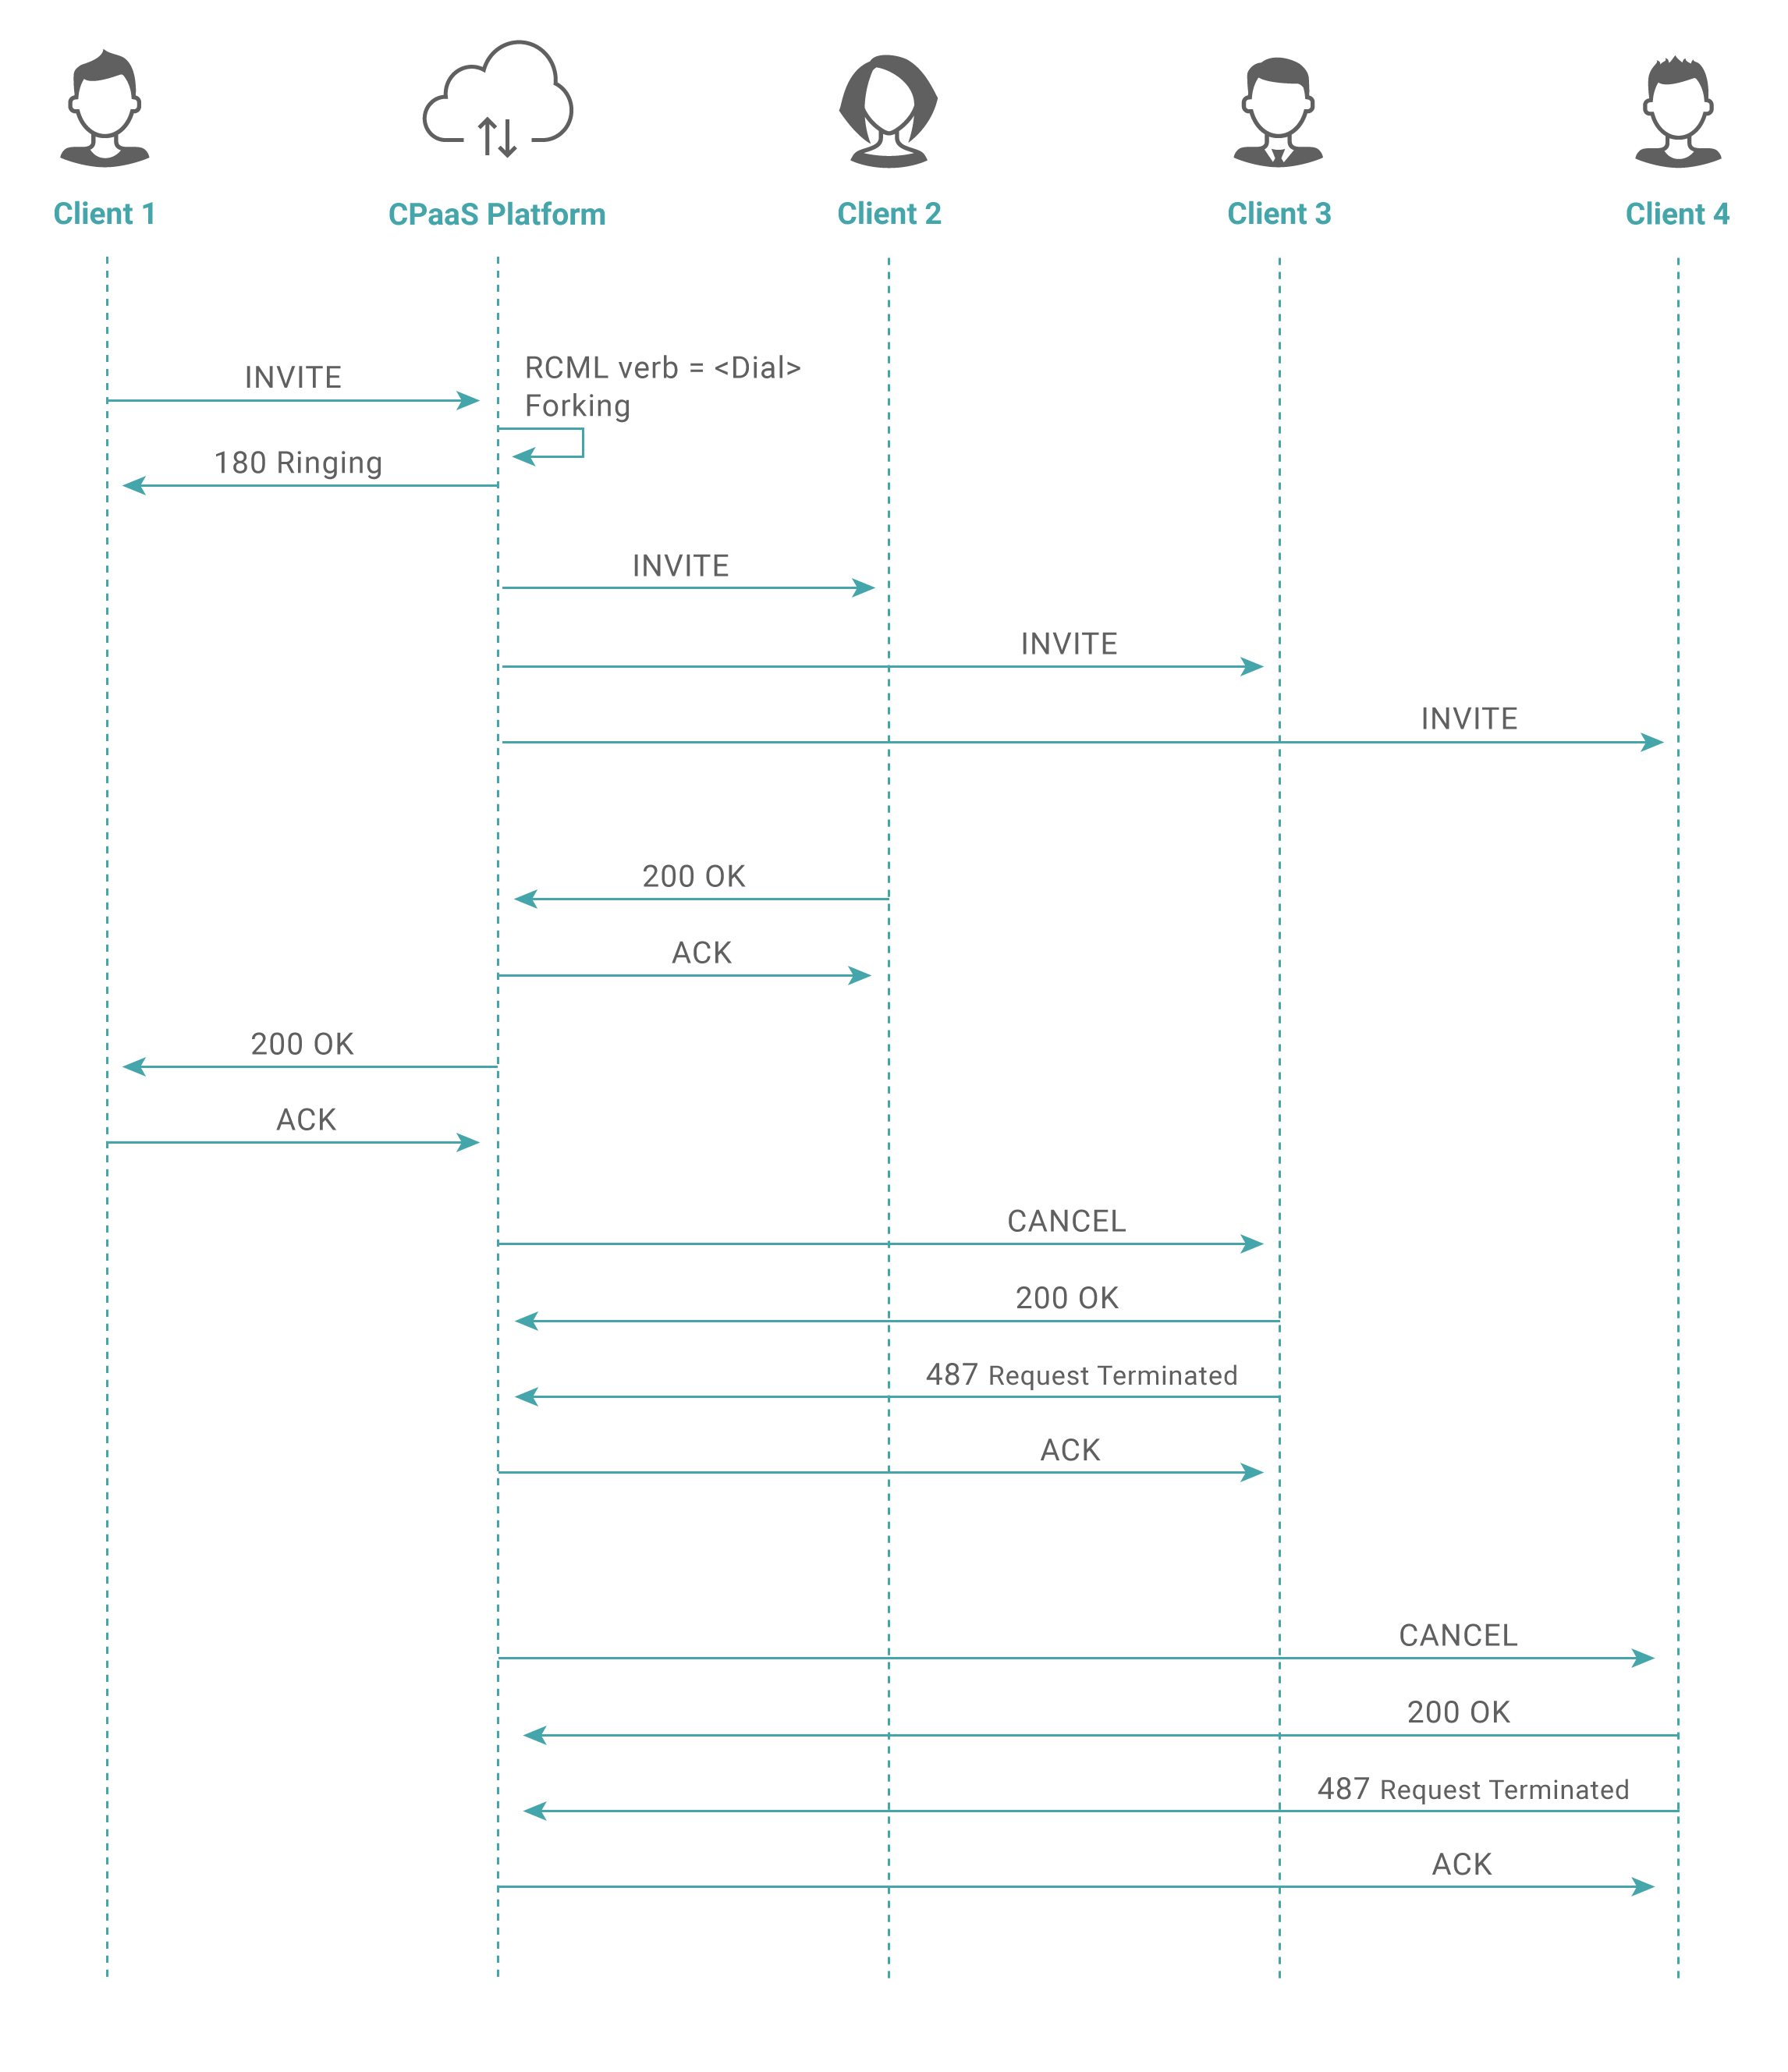 Client 1
CPaaS Platform
Client 2
Client 3
Client 4
INVITE
RCML verb = <Dial>
Forking
180 Ringing
INVITE
INVITE
INVITE
200 OK
ACK
200 OK
ACK
CANCEL
200 OK
487 Request Terminated
ACK
CANCEL
200 OK
487 Request Terminated
ACK